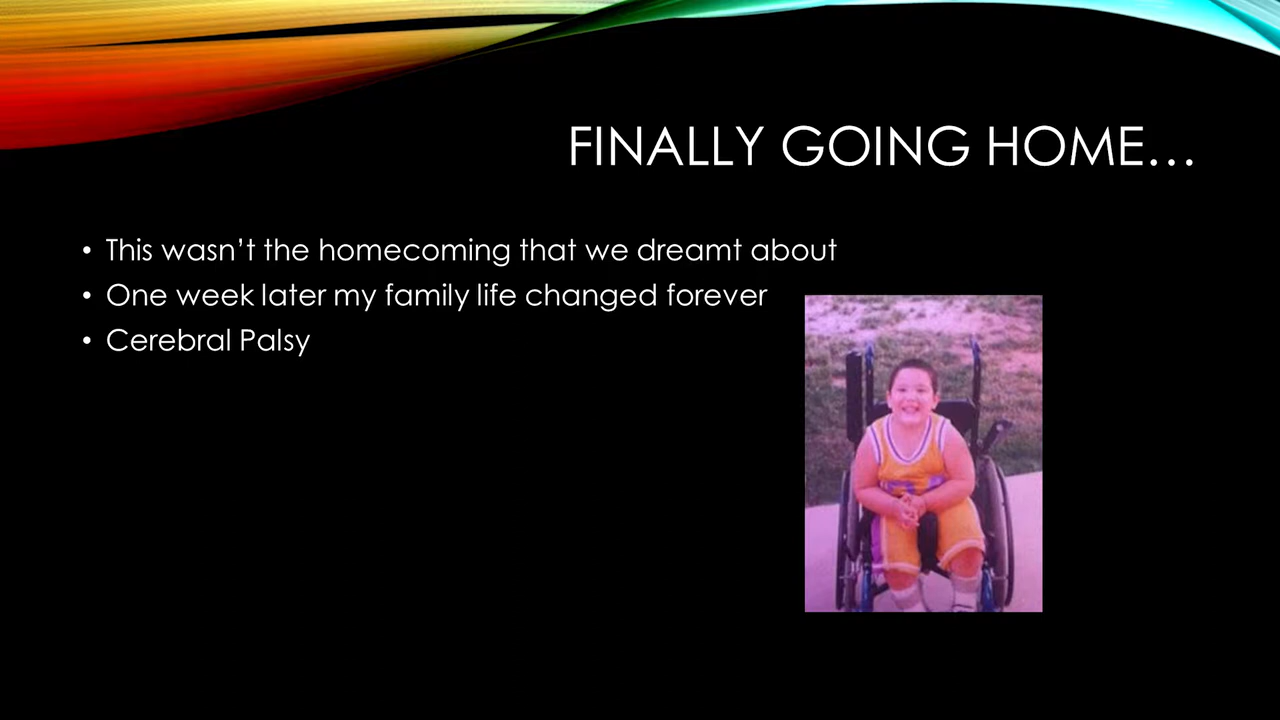 FINALLY GOING HOME…
• This wasn’t the homecoming that we dreamt about
• One week later my family life changed forever
• Cerebral Palsy